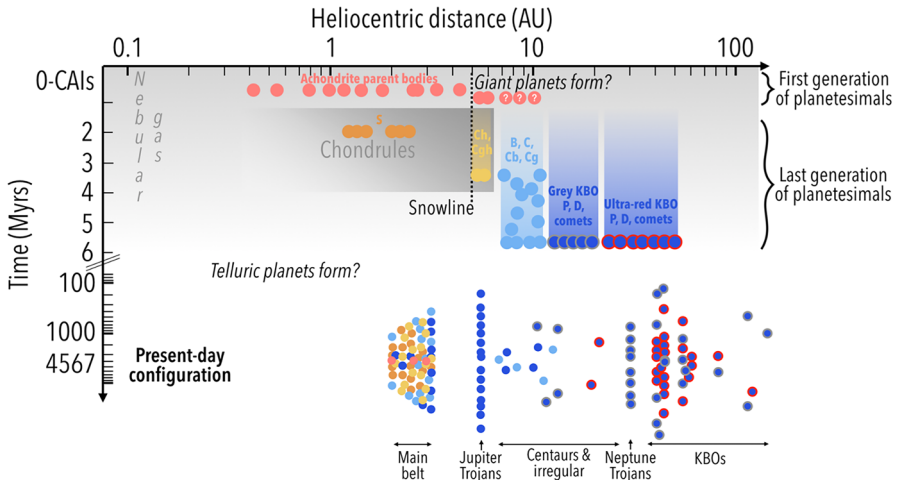 Heliocentric distance (AU)
0.1 1 10 100
0-CAIs
Nebular
gas
Achondrite parent bodies
Giant planets form?
? ? ?
First generation
of planetesimals
2
3
4
5
6
Time (Myrs)
S
Chondrules
Ch,
Cgh
B, C,
Cb, Cg
Grey KBO
P, D,
comets
Ultra-red KBO
P, D, comets
Last generation
of planetesimals
Snowline
Telluric planets form?
100
1000
4567
Present-day
configuration
Main
belt
Jupiter
Trojans
Centaurs &
irregular
Neptune
Trojans
KBOs